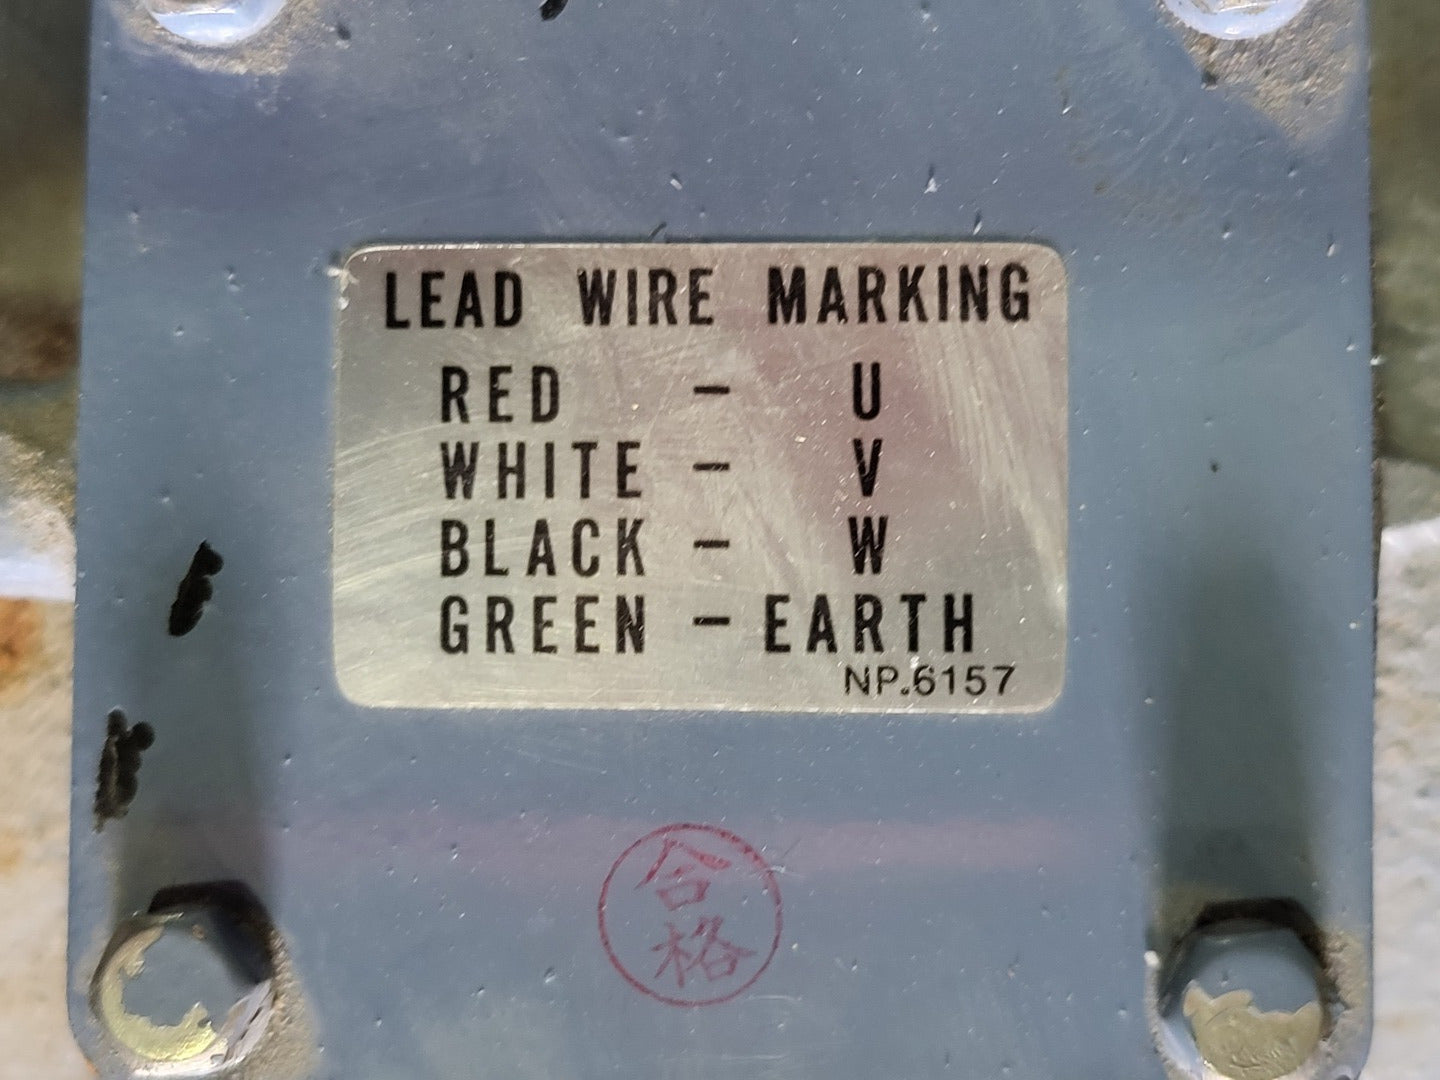 LEAD WIRE MARKING
RED - U
WHITE - V
BLACK - W
GREEN - EARTH
NP.6157
合
格